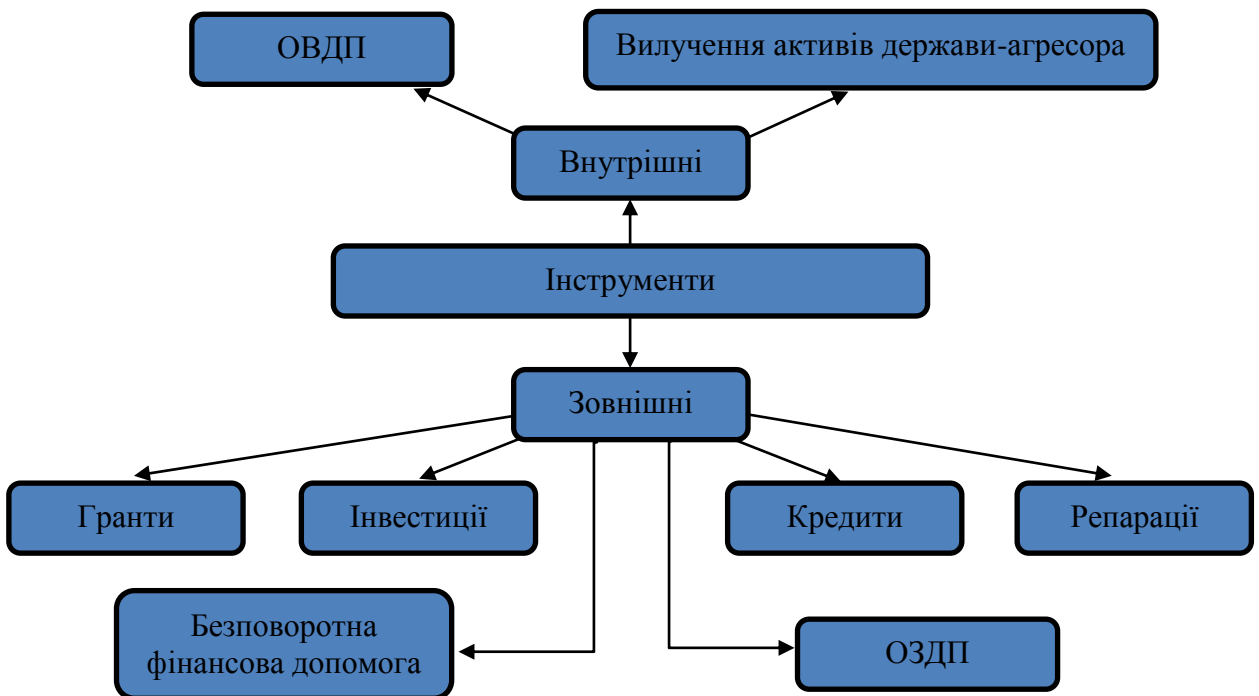 ОВДП
Вилучення активів держави-агресора
Внутрішні
Інструменти
Зовнішні
Гранти
Інвестиції
Кредити
Репарації
Безповоротна
фінансова допомога
ОЗДП